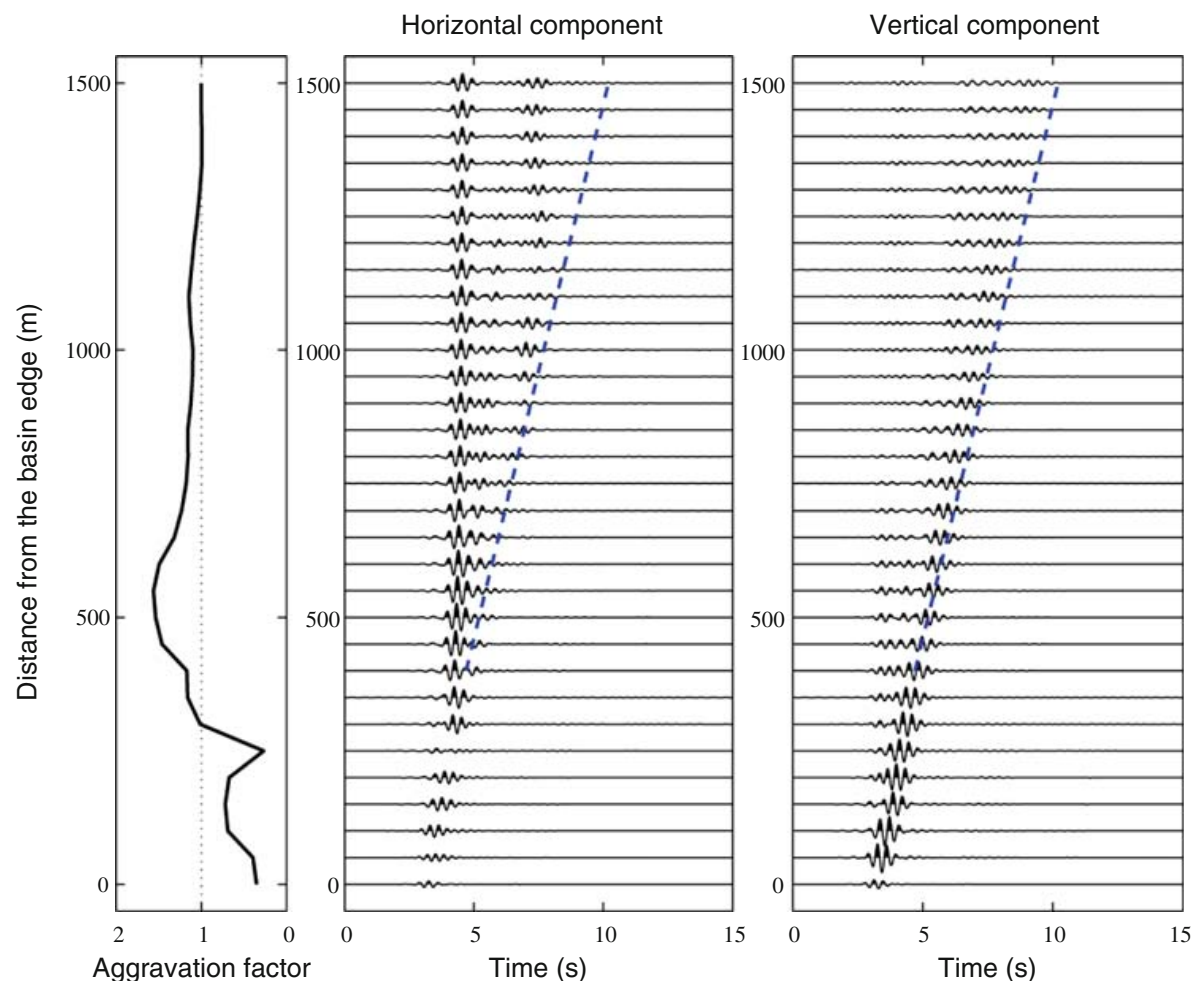 Horizontal component
Vertical component
Distance from the basin edge (m)
1500
1000
500
0
2 1 0
Aggravation factor
1500
1000
500
0
0 5 10 15
Time (s)
1500
1000
500
0
0 5 10 15
Time (s)